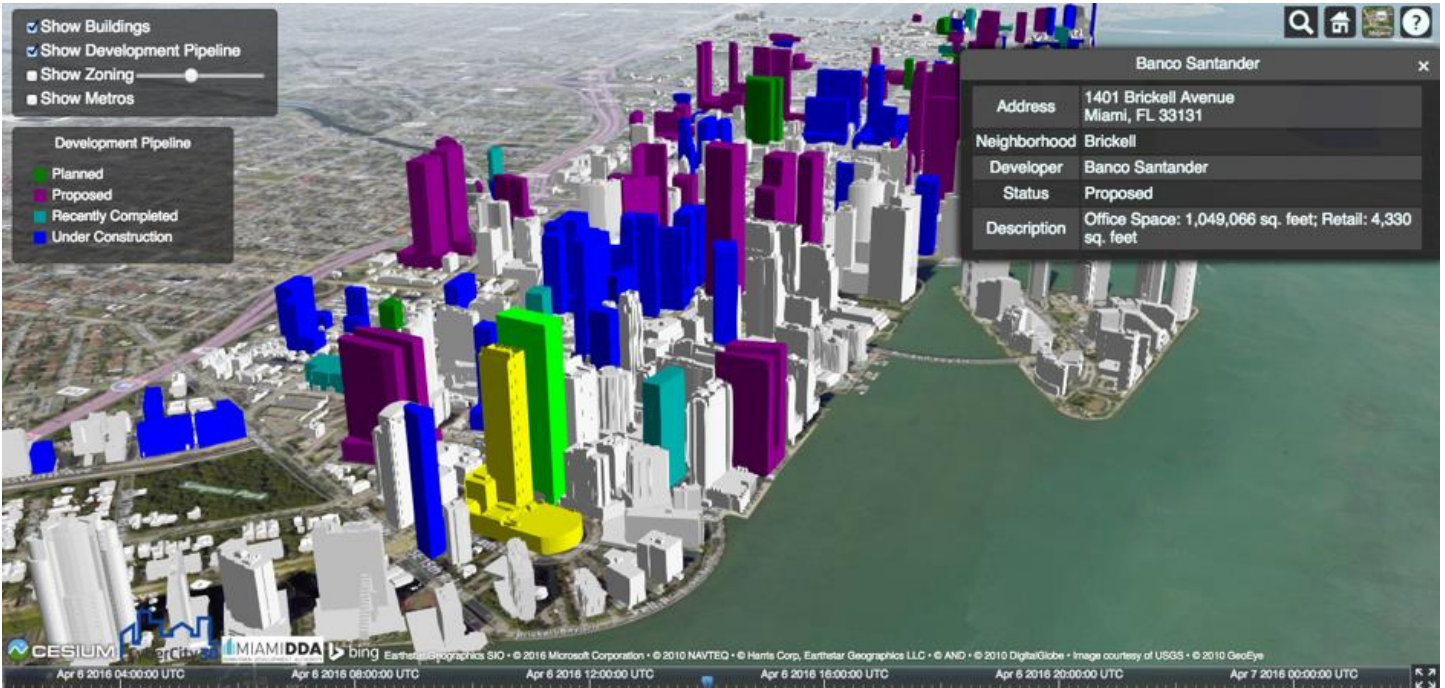 Show Buildings
Show Development Pipeline
Show Zoning
Show Metros
Development Pipeline
Planned
Proposed
Recently Completed
Under Construction
Banco Santander
Address
1401 Brickell Avenue
Miami, FL 33131
Neighborhood Brickell
Developer Banco Santander
Status Proposed
Description
Office Space: 1,049,066 sq. feet; Retail: 4,330
sq. feet
CESIUM
MIAMI DDA
bing
Earthstar Geographics SIO • © 2016 Microsoft Corporation • © 2010 NAVTEQ • © Harris Corp, Earthstar Geographics LLC • © AND • © 2010 DigitalGlobe • Image courtesy of USGS • © 2010 GeoEye
Apr 6 2016 04:00:00 UTC
Apr 6 2016 08:00:00 UTC
Apr 6 2016 12:00:00 UTC
Apr 6 2016 16:00:00 UTC
Apr 6 2016 20:00:00 UTC
Apr 7 2016 00:00:00 UTC